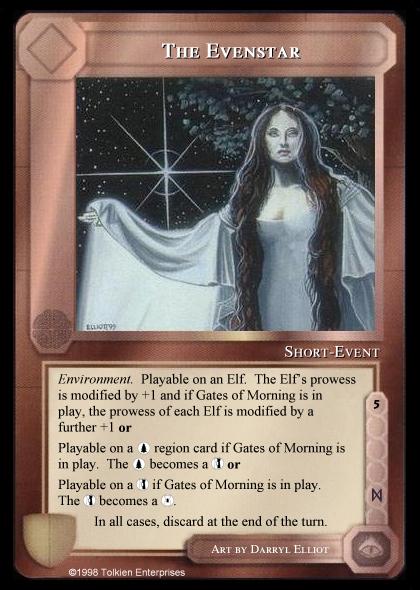 THE EVENSTAR
ELLIOTT '95
SHORT-EVENT
Environment. Playable on an Elf. The Elf's prowess
is modified by +1 and if Gates of Morning is in
play, the prowess of each Elf is modified by a
further +1 or
Playable on a region card if Gates of Morning is
in play. The becomes a or
Playable on a if Gates of Morning is in play.
The becomes a .
In all cases, discard at the end of the turn.
5
ART BY DARRYL ELLIOT
©1998 Tolkien Enterprises